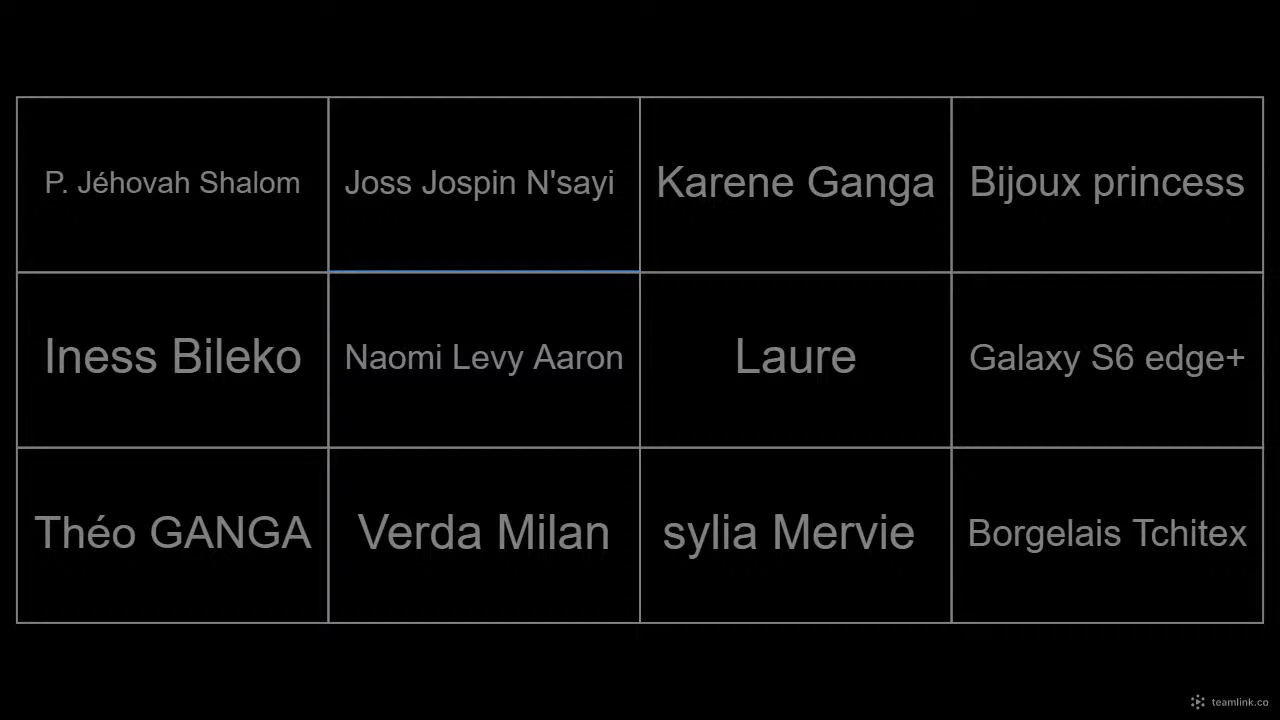 P. Jéhovah Shalom
Joss Jospin N'sayi
Karene Ganga
Bijoux princess
Iness Bileko
Naomi Levy Aaron
Laure
Galaxy S6 edge+
Théo GANGA
Verda Milan
sylia Mervie
Borgelais Tchitex
teamlink.co